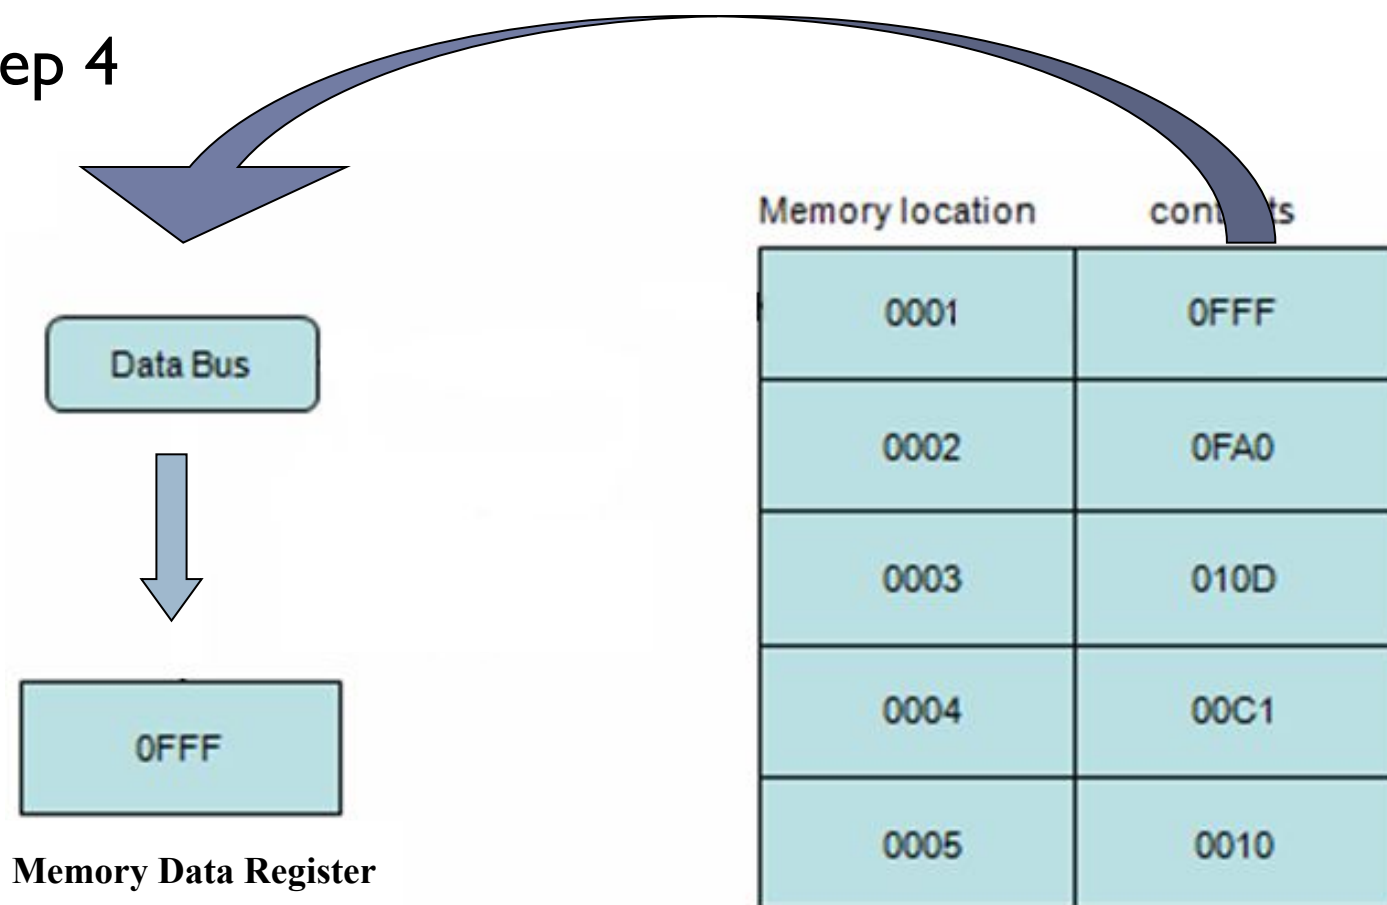 ep 4
Memory location
Data Bus
0001 0FFF
0002 0FA0
0003 010D
0004 00C1
0005 0010
0FFF
Memory Data Register